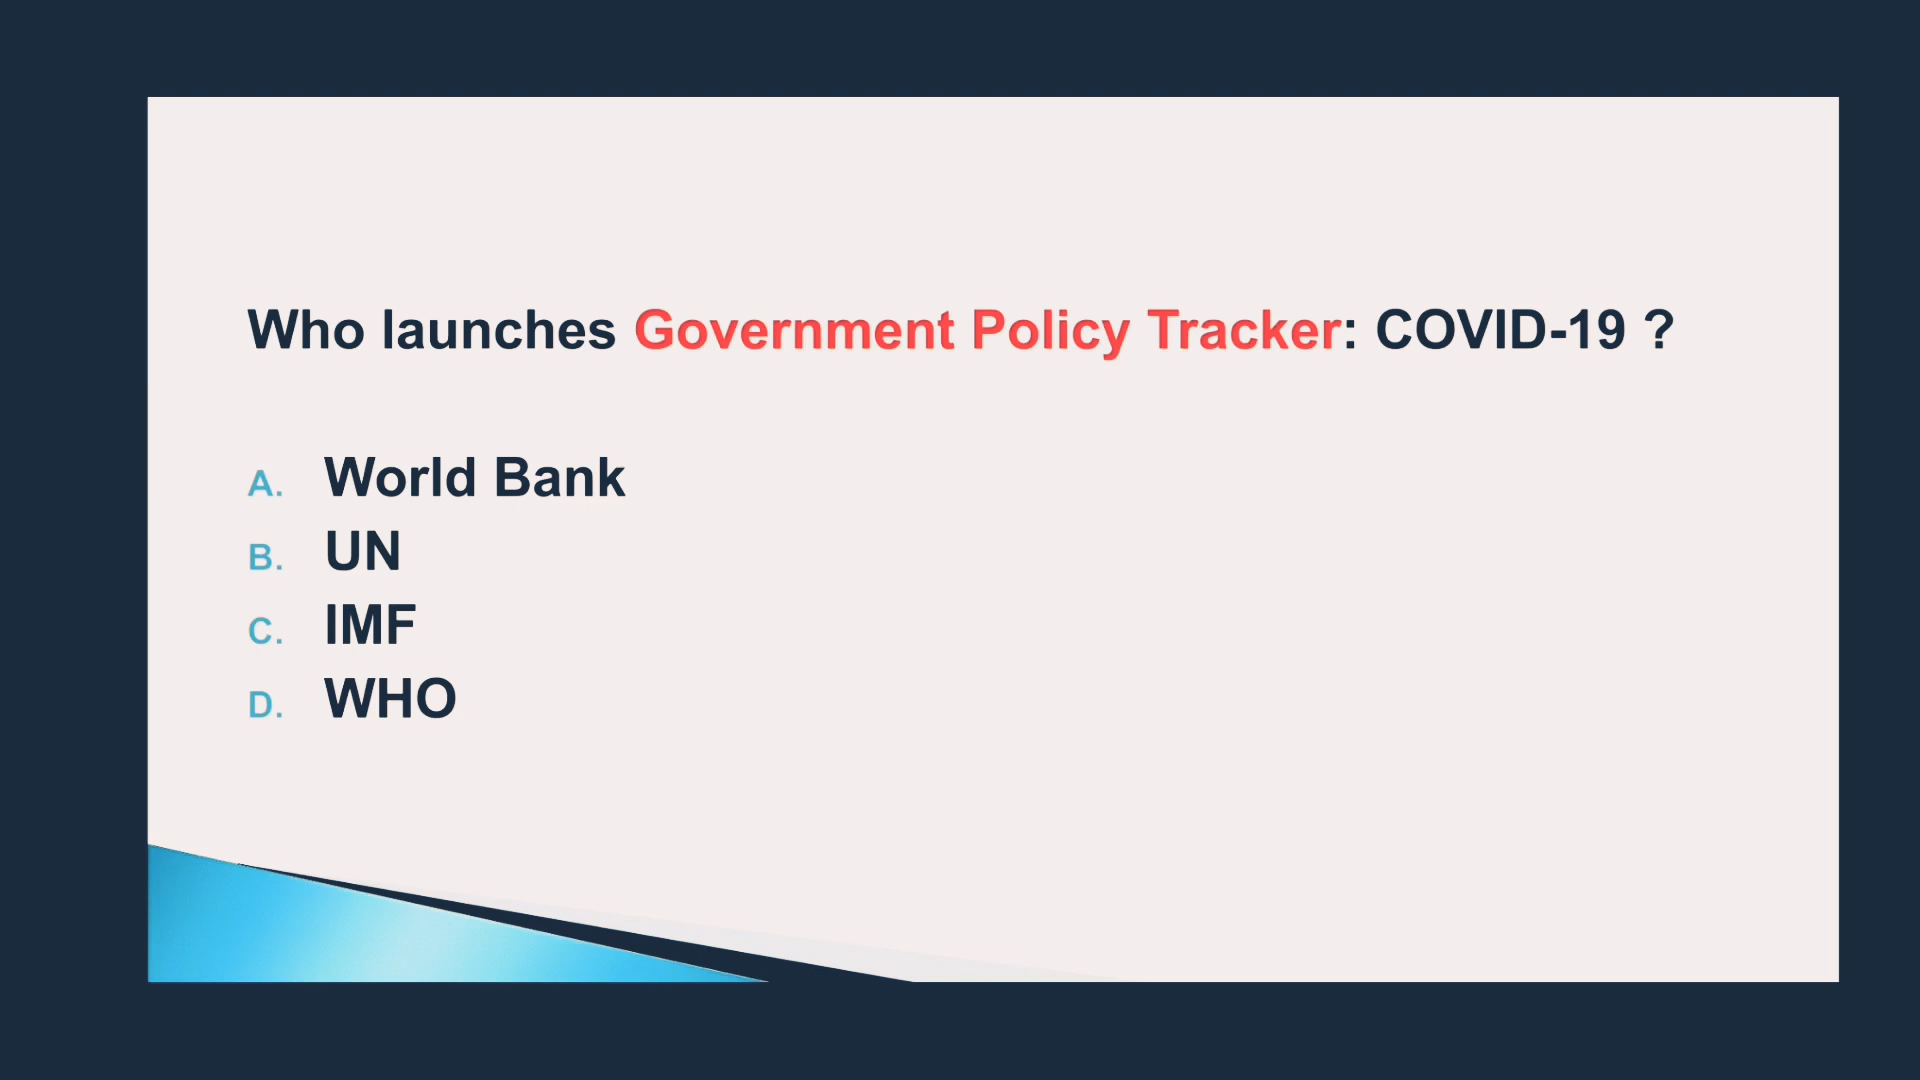 Who launches Government Policy Tracker: COVID-19 ?
A. World Bank
B. UN
C. IMF
D. WHO